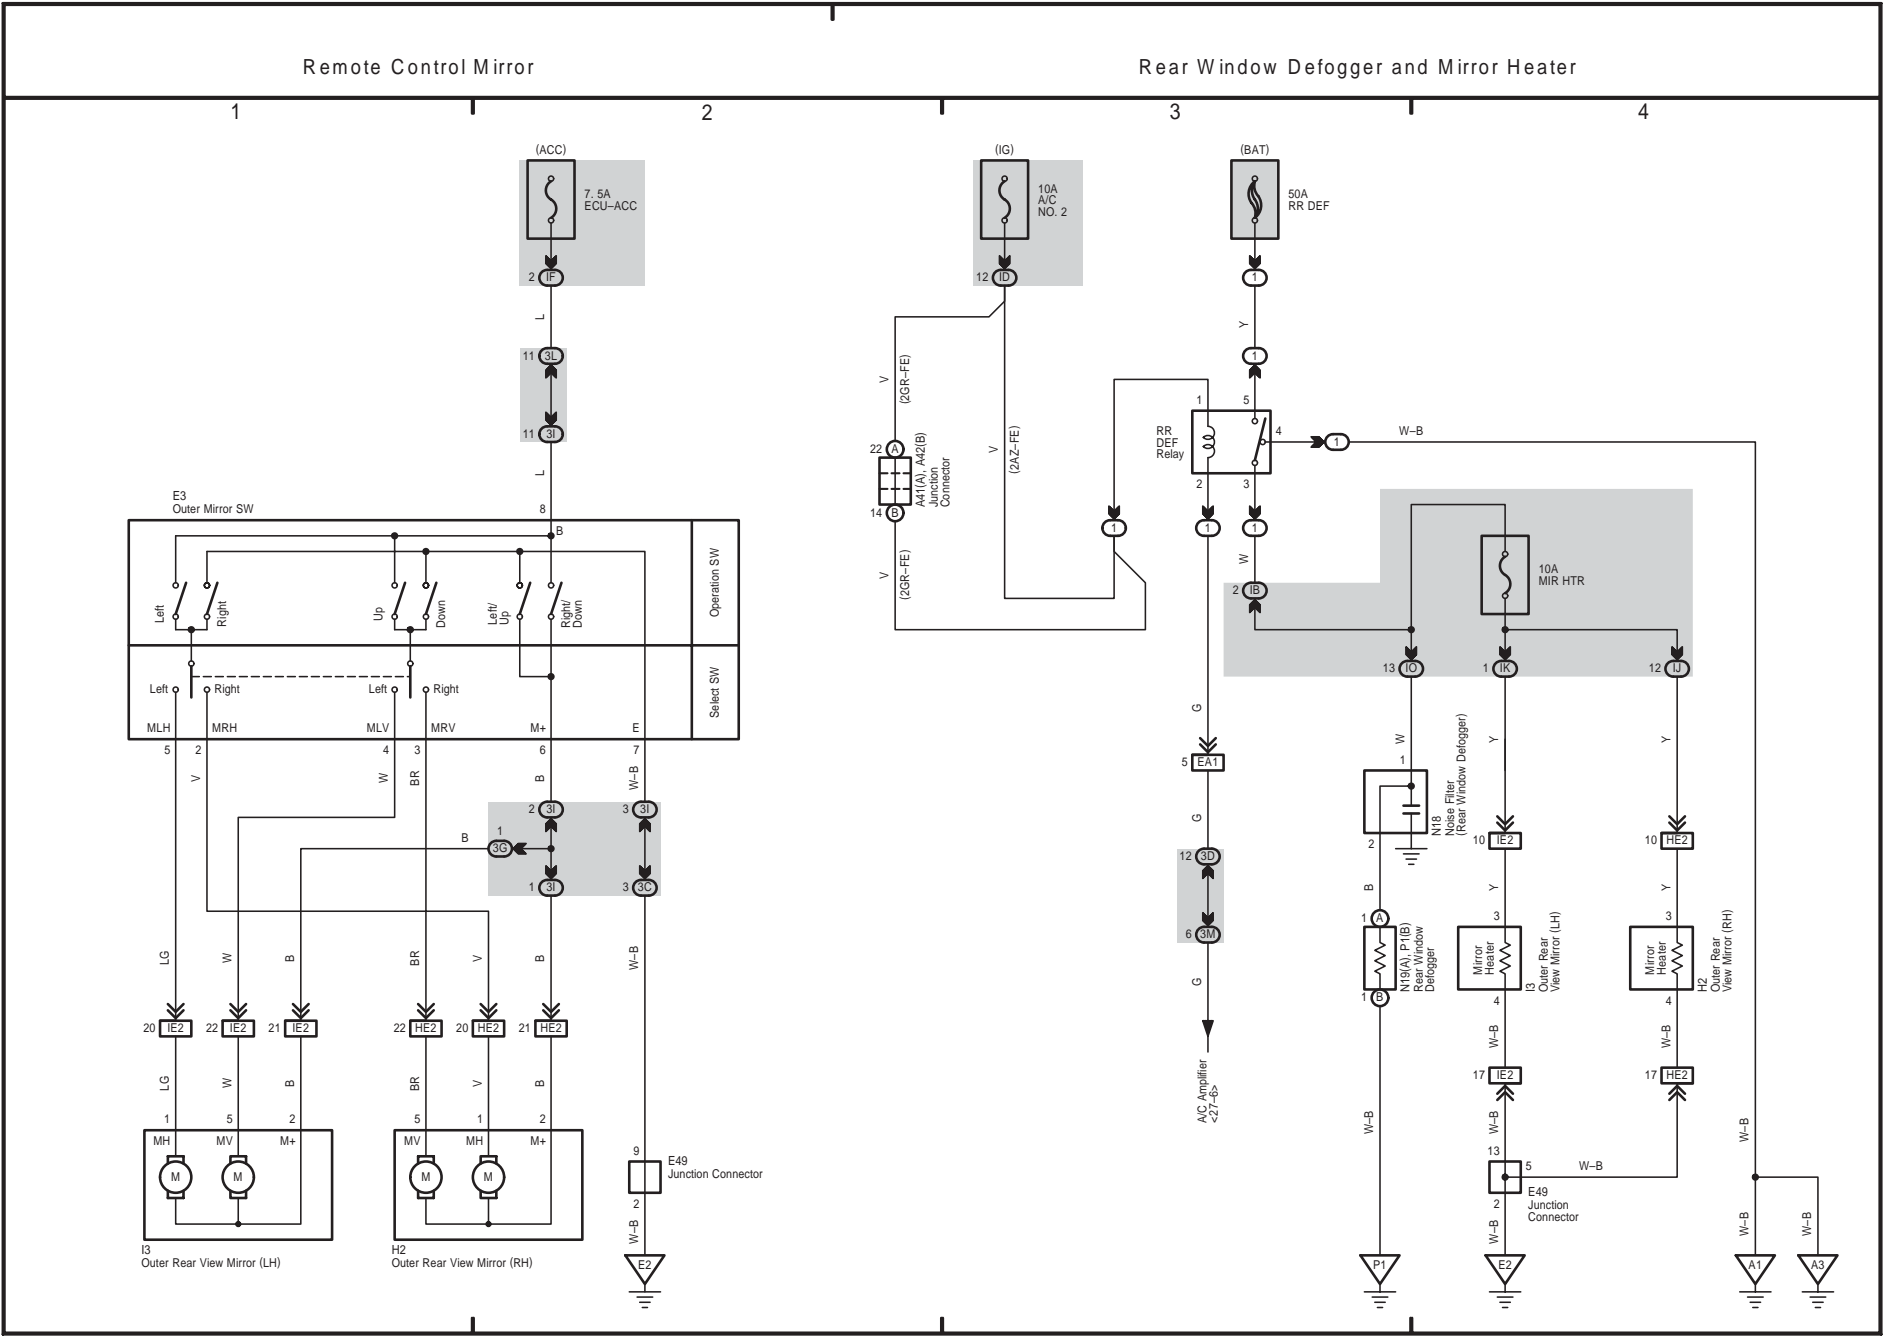 Remote Control Mirror
Rear Window Defogger and Mirror Heater
1
2
3
4
(ACC)
7. 5A
ECU–ACC
2 IF
L
11 3L
11 3I
L
E3
Outer Mirror SW
8
B
Left
Right
Up
Down
Left/
Up
Right/
Down
Operation SW
Left
Right
Left
Right
Select SW
MLH
MRH
MLV
MRV
M+
E
5
2
4
3
6
7
V
W
BR
B
W–B
2 3I
3 3I
B
1
3G
1 3I
3 3C
LG
W
B
BR
V
B
W–B
20 IE2
22 IE2
21 IE2
22 HE2
20 HE2
21 HE2
LG
W
B
BR
V
B
1
5
2
5
1
2
MH
MV
M+
MV
MH
M+
M
M
M
M
I3
Outer Rear View Mirror (LH)
H2
Outer Rear View Mirror (RH)
9
E49
Junction Connector
2
W–B
E2
(IG)
10A
A/C
NO. 2
12 ID
V
(2GR–FE)
22 A
A41(A), A42(B)
Junction
Connector
14 B
V
(2GR–FE)
V
(2AZ–FE)
(BAT)
50A
RR DEF
1
Y
1
1
5
RR
DEF
Relay
4
1
W–B
2
3
1
1
1
W
2 IB
10A
MIR HTR
13 IO
1 IK
12 IJ
G
5 EA1
G
12 3D
6 3M
G
A/C Amplifier
<27–6>
W
1
N18
Noise Filter
(Rear Window Defogger)
2
B
1 A
N19(A), P1(B)
Rear Window
Defogger
1 B
W–B
P1
Y
10 IE2
Y
3
Mirror
Heater
I3
Outer Rear
View Mirror (LH)
4
W–B
17 IE2
W–B
13
5
W–B
E49
Junction
Connector
2
W–B
E2
Y
10 HE2
Y
3
Mirror
Heater
H2
Outer Rear
View Mirror (RH)
4
W–B
17 HE2
W–B
W–B
W–B
A1
A3